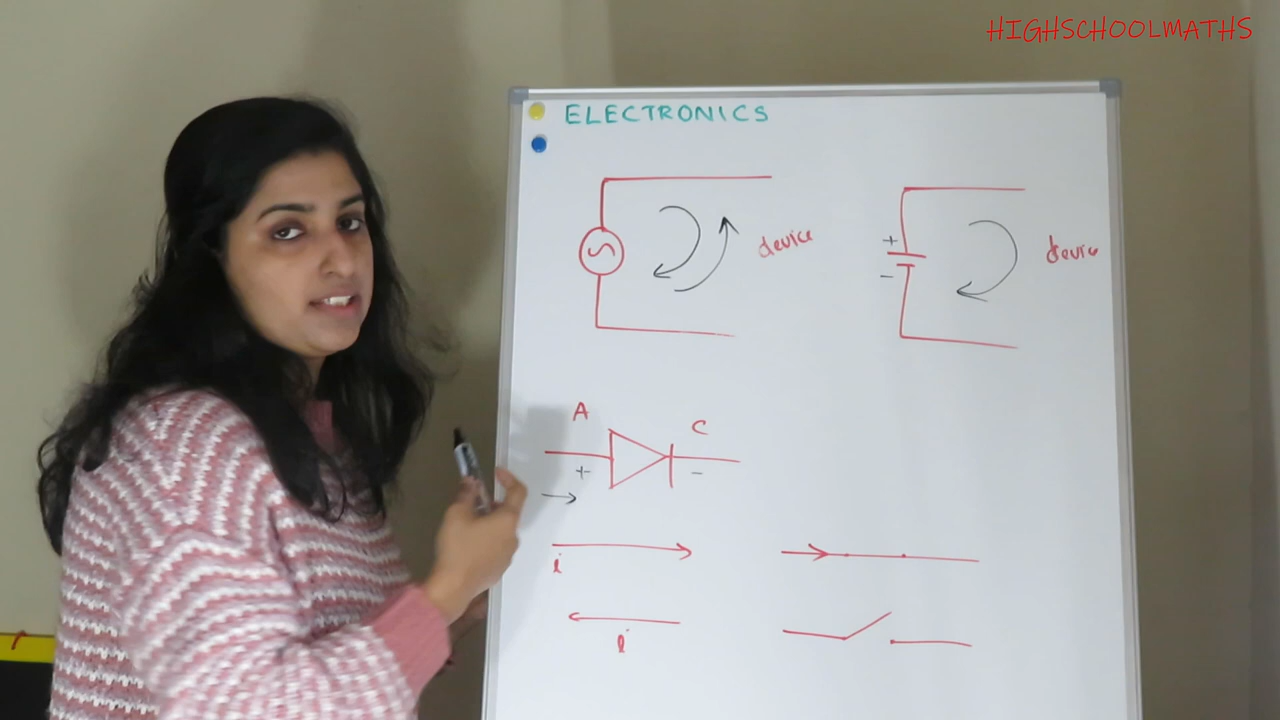 HIGHSCHOOLMATHS
ELECTRONICS
device
+
-
device
A
C
+
-
i
i